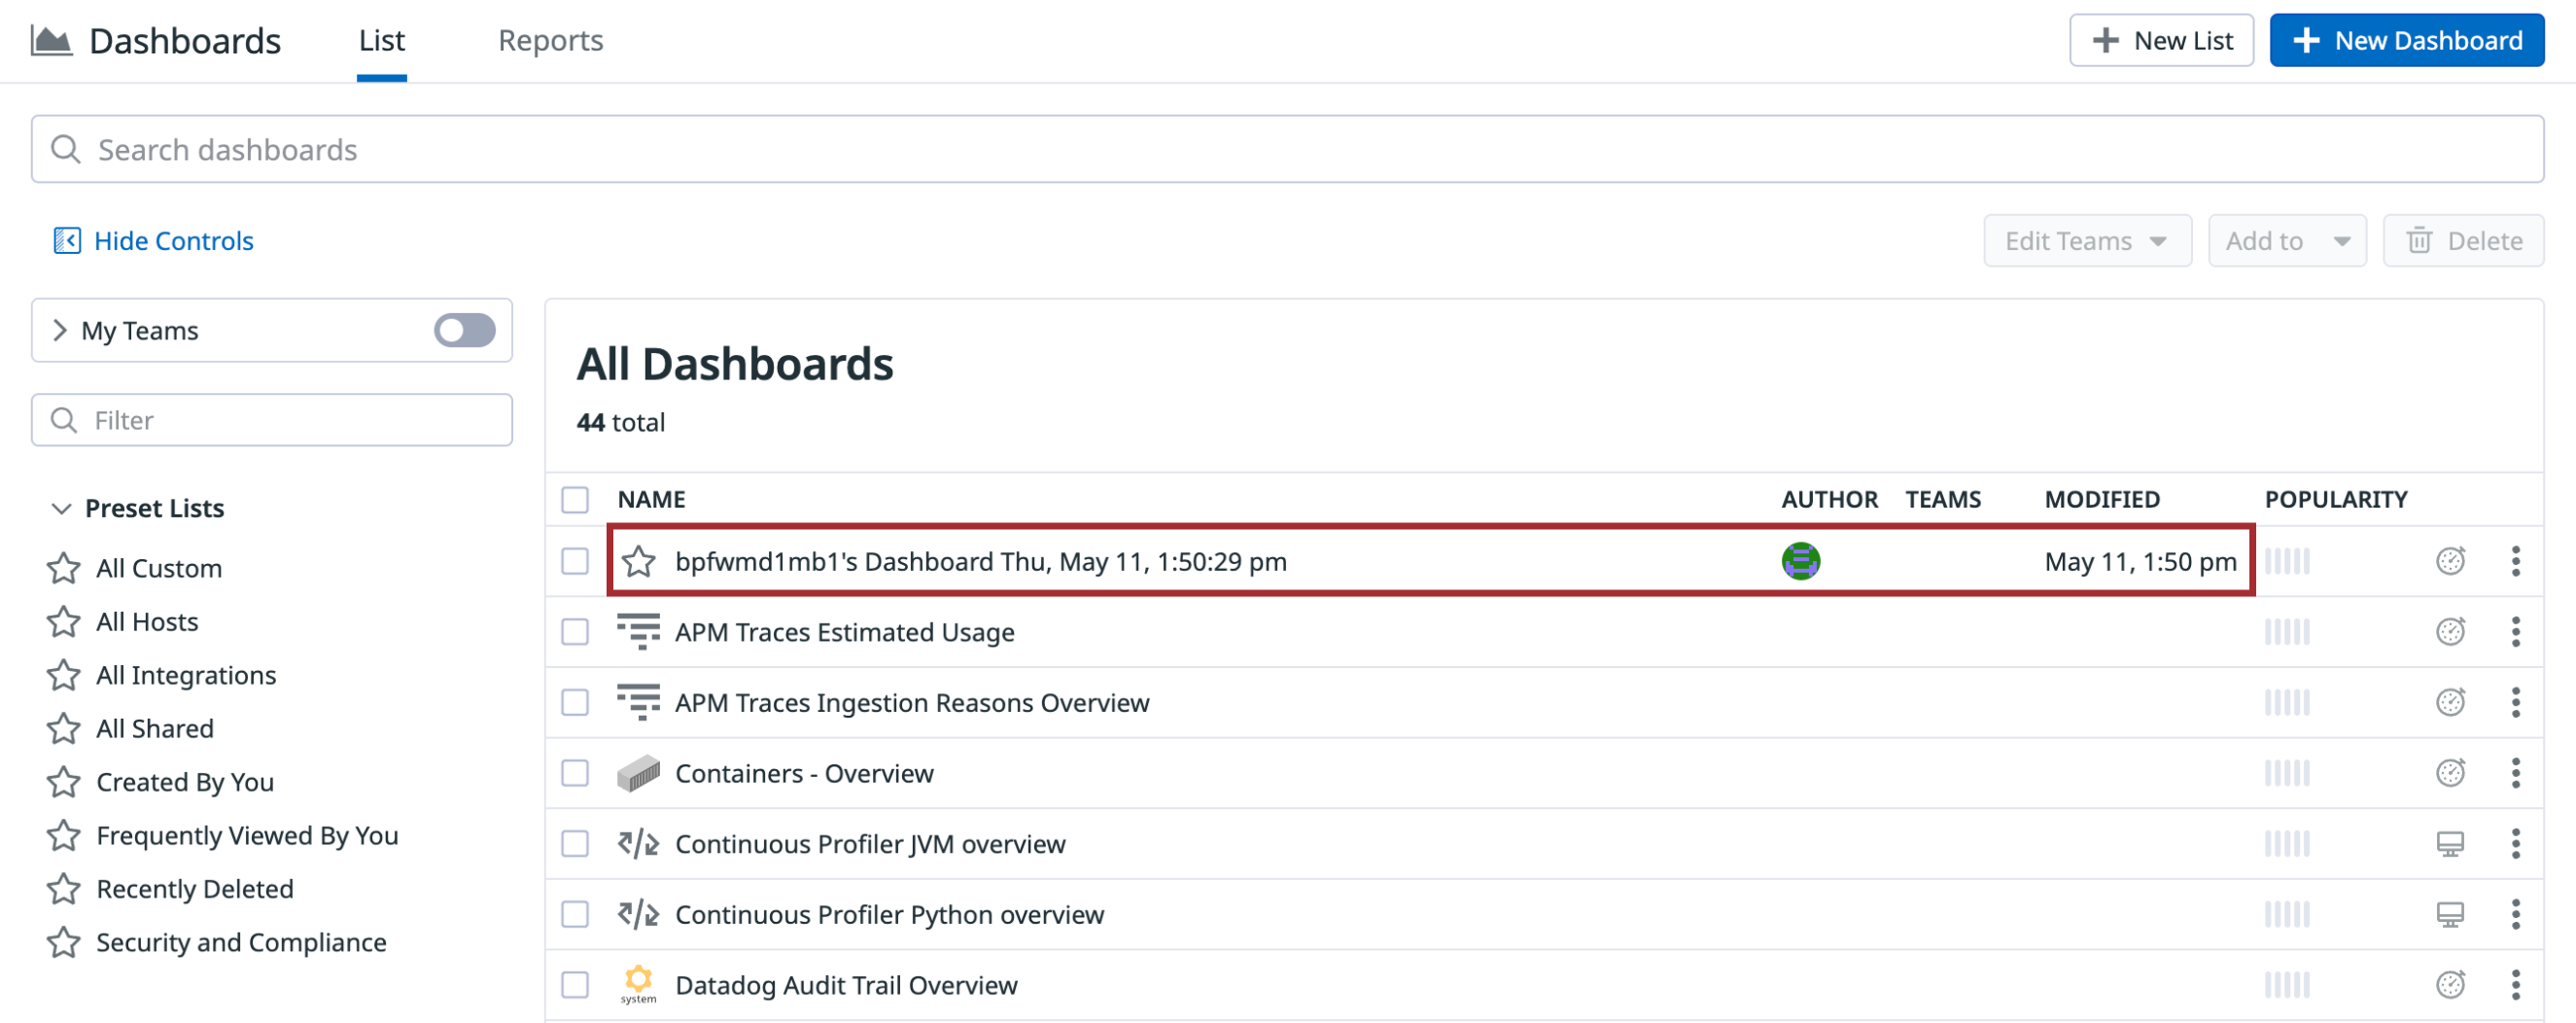 Dashboards List Reports + New List + New Dashboard
Search dashboards
Hide Controls Edit Teams Add to Delete
My Teams
All Dashboards
Filter
44 total
Preset Lists
NAME AUTHOR TEAMS MODIFIED POPULARITY
All Custom
bpfwmd1mb1's Dashboard Thu, May 11, 1:50:29 pm May 11, 1:50 pm
All Hosts
APM Traces Estimated Usage
All Integrations
APM Traces Ingestion Reasons Overview
All Shared
Containers - Overview
Created By You
Continuous Profiler JVM overview
Frequently Viewed By You
Continuous Profiler Python overview
Recently Deleted
Security and Compliance
system Datadog Audit Trail Overview